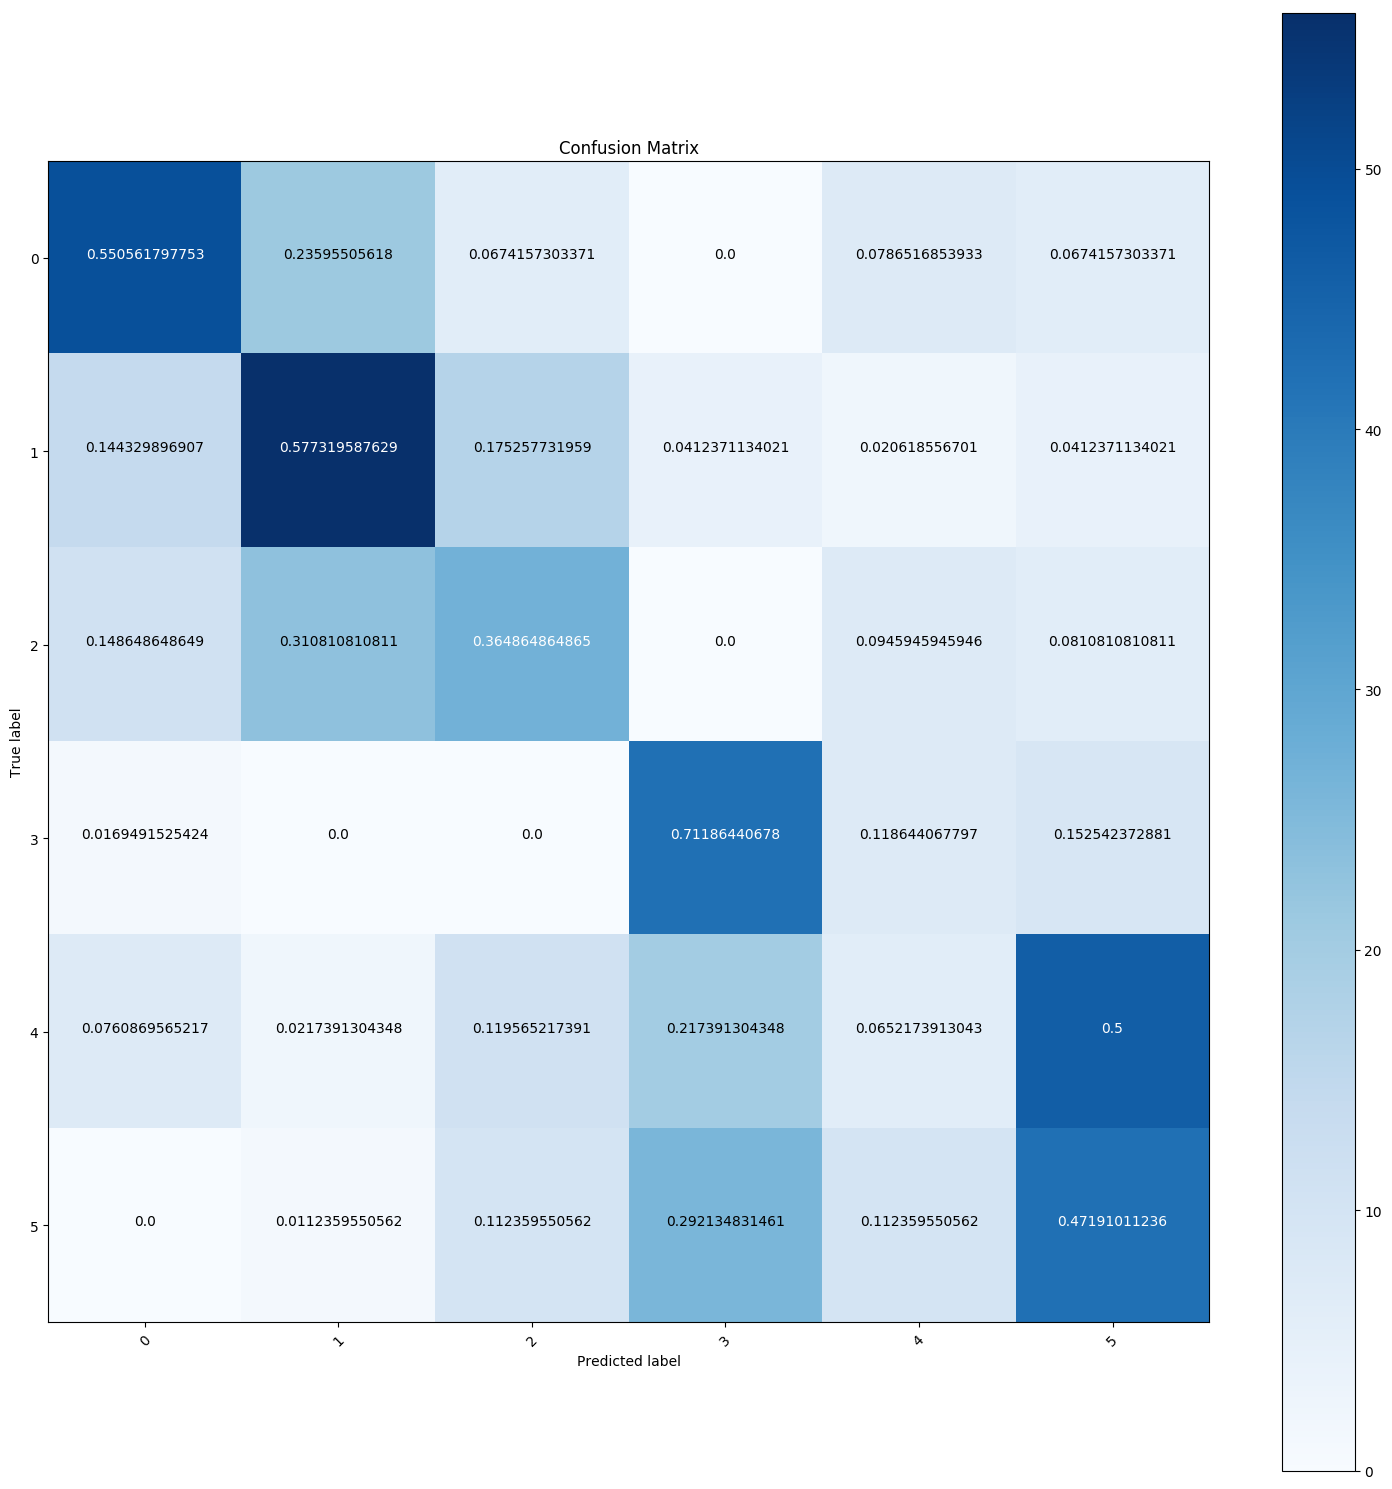 Confusion Matrix
0 0.550561797753 0.23595505618 0.0674157303371 0.0 0.0786516853933 0.0674157303371
1 0.144329896907 0.577319587629 0.175257731959 0.0412371134021 0.020618556701 0.0412371134021
2 0.148648648649 0.310810810811 0.364864864865 0.0 0.0945945945946 0.0810810810811
3 0.0169491525424 0.0 0.0 0.71186440678 0.118644067797 0.152542372881
4 0.0760869565217 0.0217391304348 0.119565217391 0.217391304348 0.0652173913043 0.5
5 0.0 0.0112359550562 0.112359550562 0.292134831461 0.112359550562 0.47191011236
0 1 2 3 4 5
Predicted label
True label
50
40
30
20
10
0